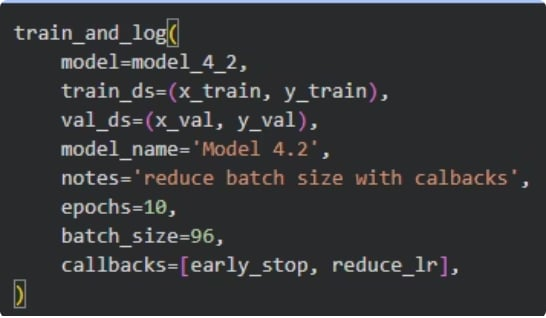 train_and_log(
    model=model_4_2,
    train_ds=(x_train, y_train),
    val_ds=(x_val, y_val),
    model_name='Model 4.2',
    notes='reduce batch size with calbacks',
    epochs=10,
    batch_size=96,
    callbacks=[early_stop, reduce_lr],
)